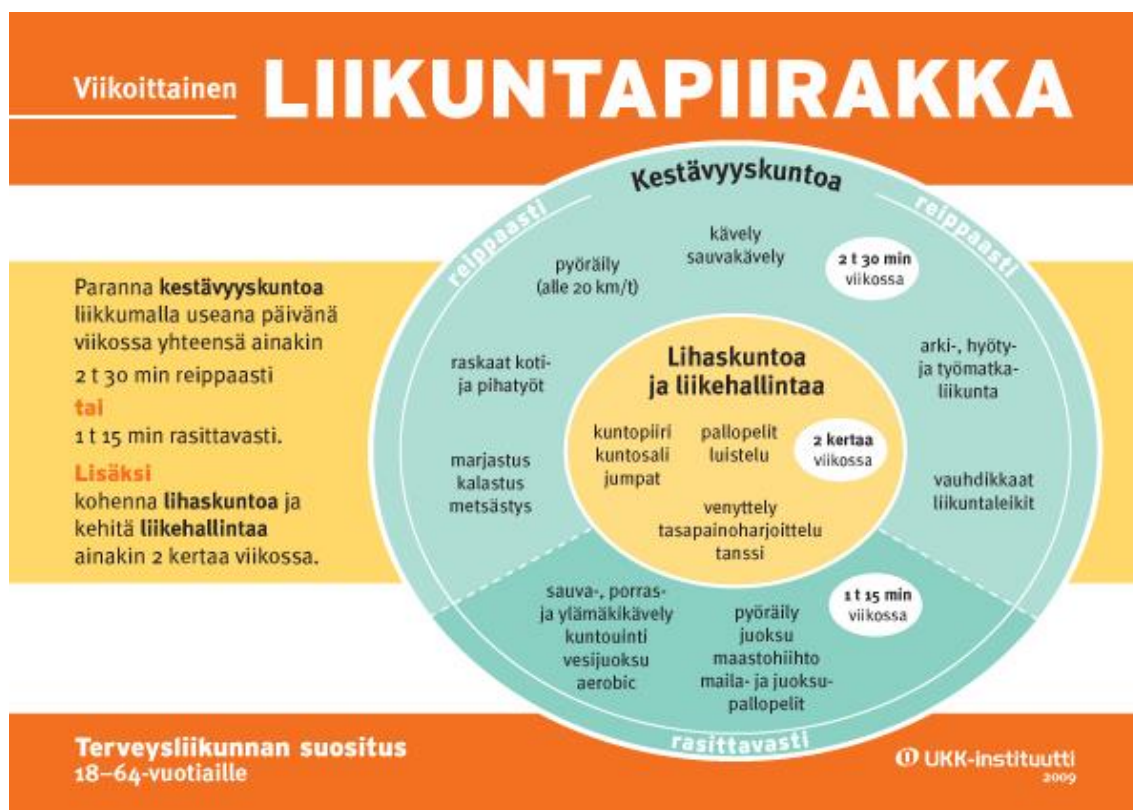 Viikoittainen LIIKUNTAPIIRAKKA
Paranna kestävyyskuntoa
liikkumalla useana päivänä
viikossa yhteensä ainakin
2 t 30 min reippaasti
tai
1 t 15 min rasittavasti.
Lisäksi
kohenna lihaskuntoa ja
kehitä liikehallintaa
ainakin 2 kertaa viikossa.
Kestävyyskuntoa
reippaasti
reippaasti
kävely
sauvakävely
2 t 30 min
viikossa
pyöräily
(alle 20 km/t)
raskaat koti-
ja pihatyöt
arki-, hyöty-
ja työmatka-
liikunta
marjastus
kalastus
metsästys
vauhdikkaat
liikuntaleikit
Lihaskuntoa
ja liikehallintaa
kuntopiiri
kuntosali
jumpat
pallopelit
luistelu
2 kertaa
viikossa
venyttely
tasapainoharjoittelu
tanssi
sauva-, porras-
ja ylämäkikävely
kuntouinti
vesijuoksu
aerobic
pyöräily
juoksu
maastohiihto
maila- ja juoksu-
pallopelit
1 t 15 min
viikossa
rasittavasti
Terveysliikunnan suositus
18–64-vuotiaille
UKK-instituutti
2009